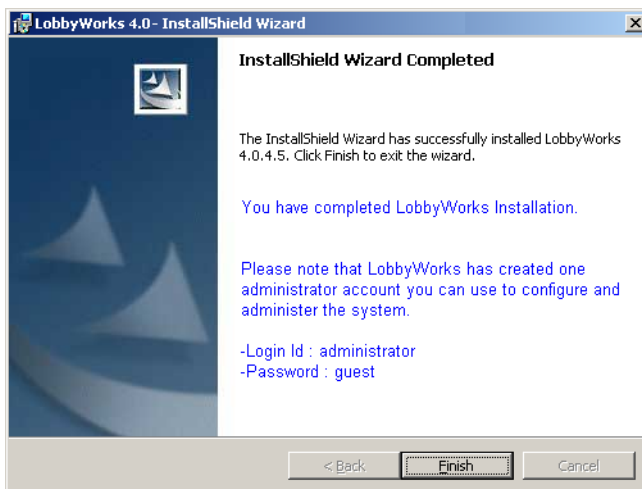 LobbyWorks 4.0- InstallShield Wizard
InstallShield Wizard Completed
The InstallShield Wizard has successfully installed LobbyWorks
4.0.4.5. Click Finish to exit the wizard.
You have completed LobbyWorks Installation.
Please note that LobbyWorks has created one
administrator account you can use to configure and
administer the system.
-Login Id : administrator
-Password : guest
< Back
Finish
Cancel